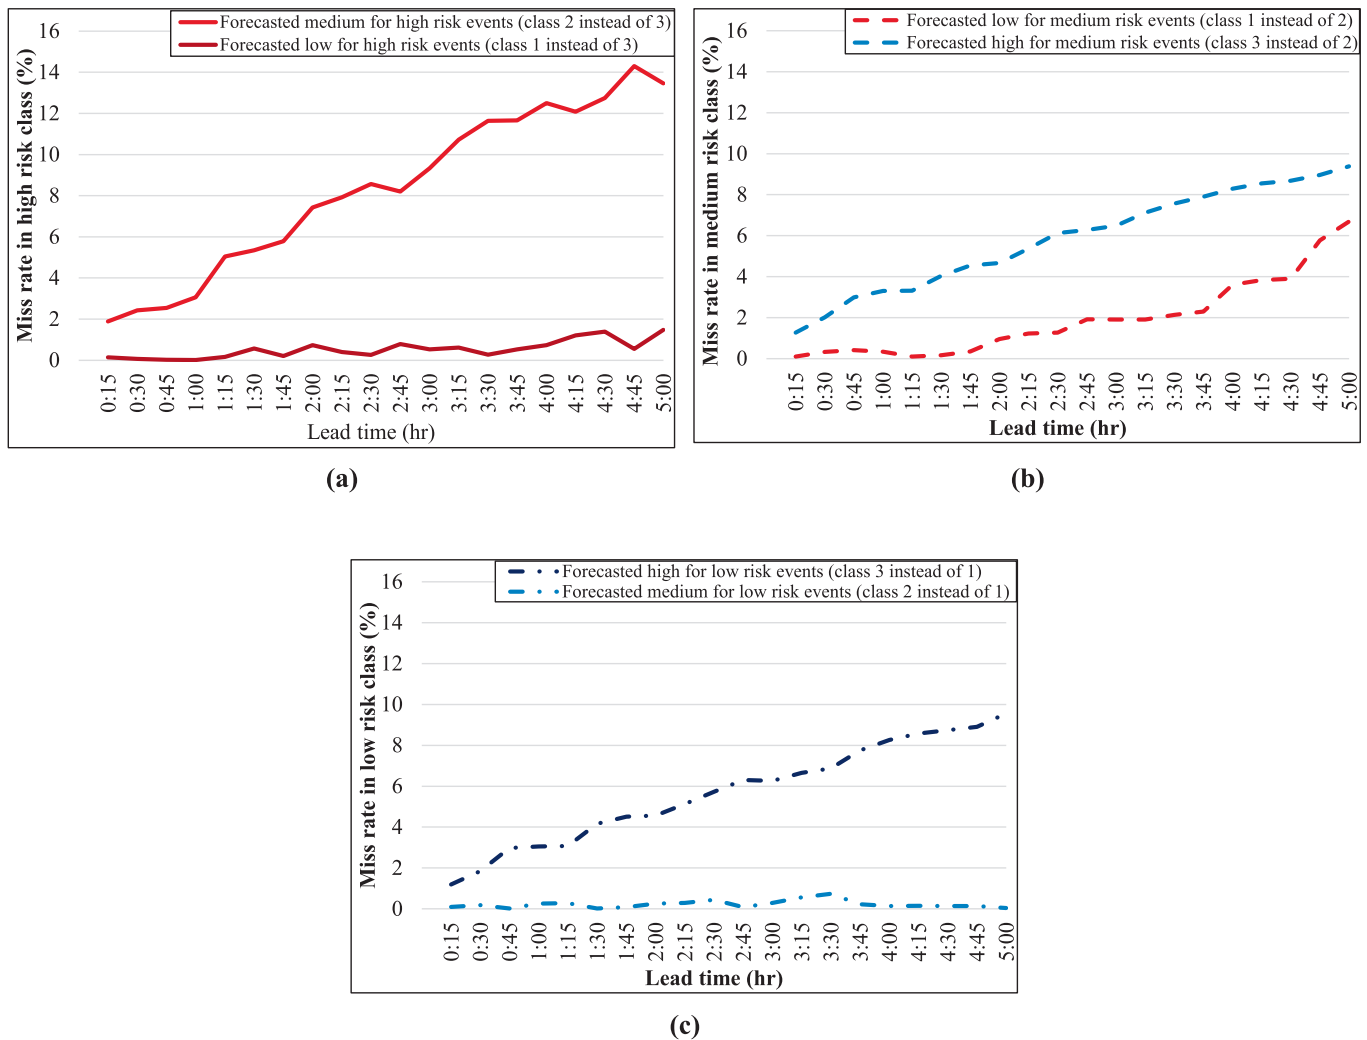 Forecasted medium for high risk events (class 2 instead of 3)
Forecasted low for high risk events (class 1 instead of 3)
Miss rate in high risk class (%)
16
14
12
10
8
6
4
2
0
0:15 0:30 0:45 1:00 1:15 1:30 1:45 2:00 2:15 2:30 2:45 3:00 3:15 3:30 3:45 4:00 4:15 4:30 4:45 5:00
Lead time (hr)
(a)
Forecasted low for medium risk events (class 1 instead of 2)
Forecasted high for medium risk events (class 3 instead of 2)
Miss rate in medium risk class (%)
16
14
12
10
8
6
4
2
0
0:15 0:30 0:45 1:00 1:15 1:30 1:45 2:00 2:15 2:30 2:45 3:00 3:15 3:30 3:45 4:00 4:15 4:30 4:45 5:00
Lead time (hr)
(b)
Forecasted high for low risk events (class 3 instead of 1)
Forecasted medium for low risk events (class 2 instead of 1)
Miss rate in low risk class (%)
16
14
12
10
8
6
4
2
0
0:15 0:30 0:45 1:00 1:15 1:30 1:45 2:00 2:15 2:30 2:45 3:00 3:15 3:30 3:45 4:00 4:15 4:30 4:45 5:00
Lead time (hr)
(c)